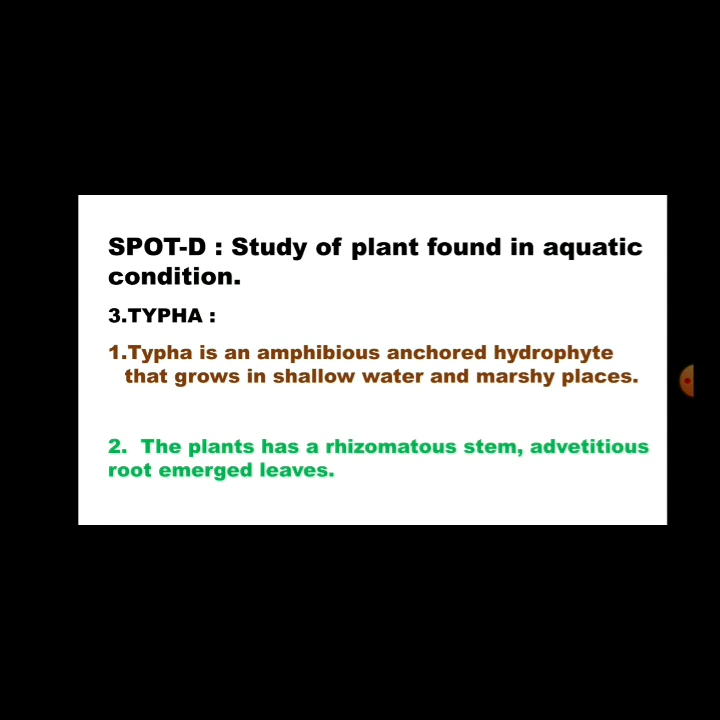 SPOT-D : Study of plant found in aquatic
condition.
3.TYPHA :
1.Typha is an amphibious anchored hydrophyte
that grows in shallow water and marshy places.
2. The plants has a rhizomatous stem, advetitious
root emerged leaves.